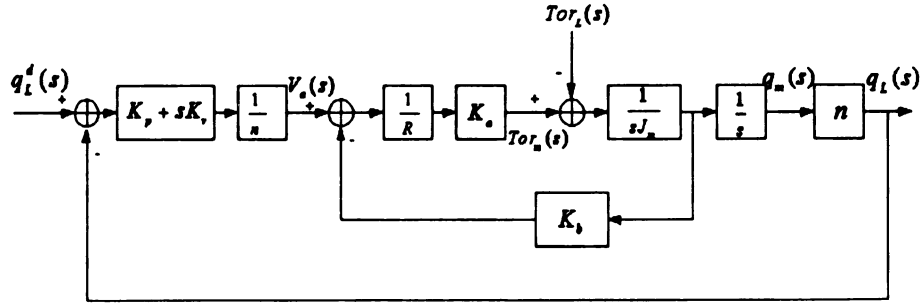 Tor_L(s)
-
q_L^d(s)
+
-
K_p + sK_v
1/n
V_a(s)
+
-
1/R
K_a
+
Tor_m(s)
1/(sJ_m)
1/s
q_m(s)
n
q_L(s)
K_b